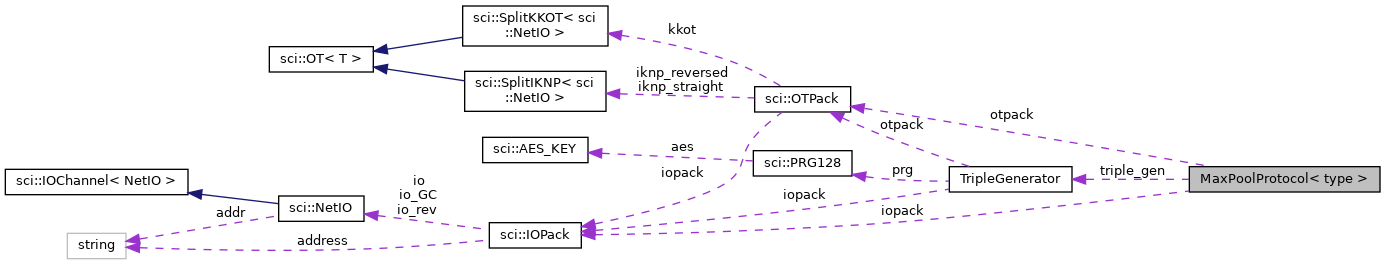 sci::SplitKKOT< sci
::NetIO >
kkot
sci::OT< T >
iknp_reversed
iknp_straight
sci::SplitIKNP< sci
::NetIO >
sci::OTPack
otpack
otpack
sci::AES_KEY
aes
sci::PRG128
iopack
prg
TripleGenerator
triple_gen
MaxPoolProtocol< type >
sci::IOChannel< NetIO >
io
io_GC
io_rev
iopack
iopack
addr
sci::NetIO
sci::IOPack
string
address